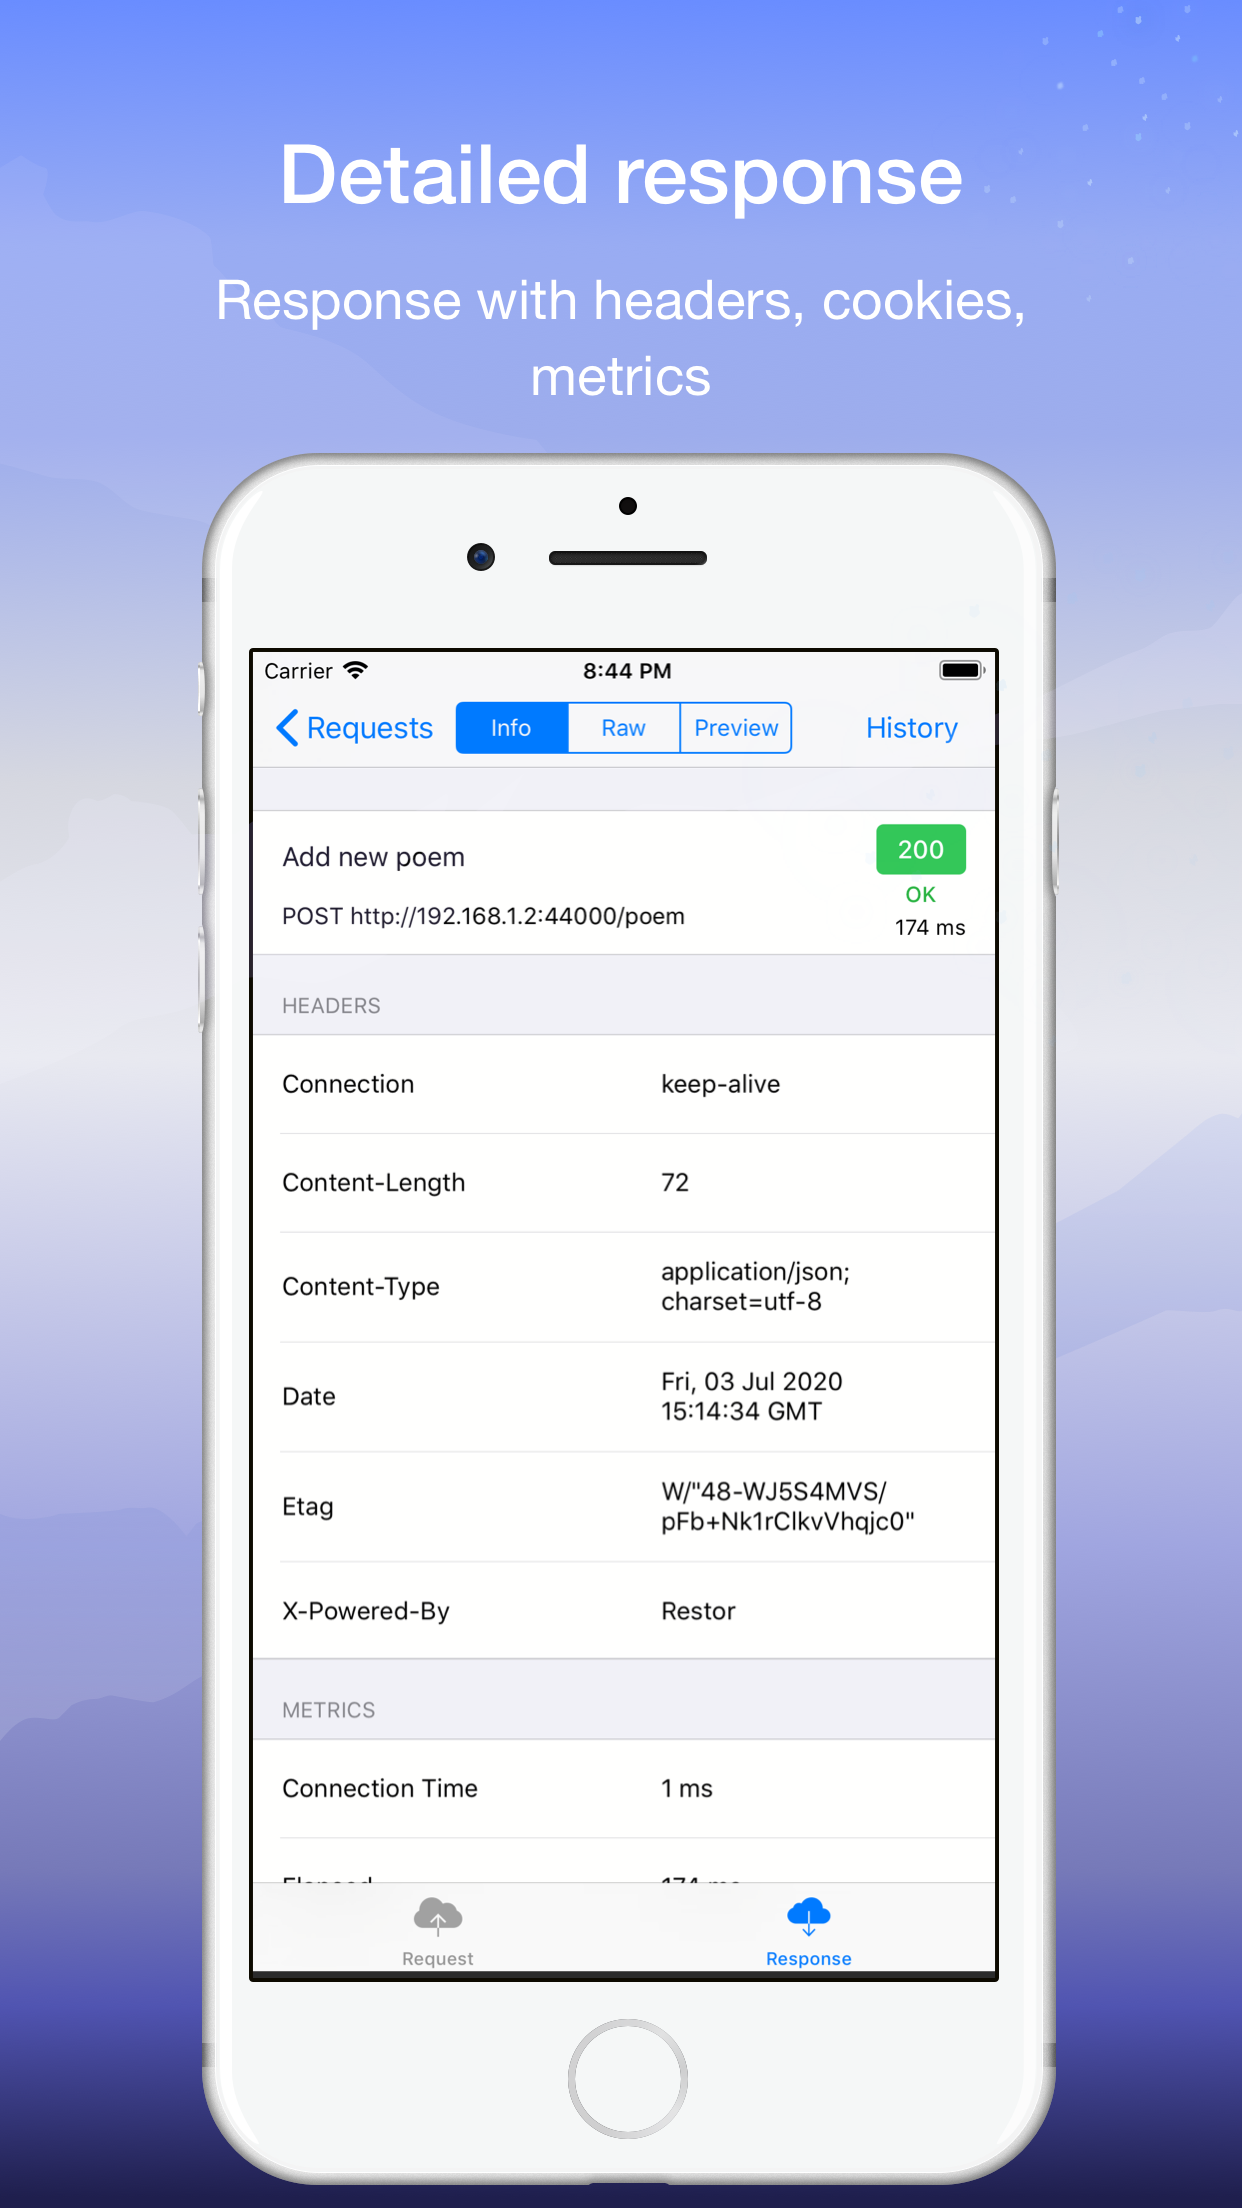 Detailed response
Response with headers, cookies,
metrics
Carrier
8:44 PM
Requests
Info
Raw
Preview
History
Add new poem
200
OK
POST http://192.168.1.2:44000/poem
174 ms
HEADERS
Connection
keep-alive
Content-Length
72
Content-Type
application/json;
charset=utf-8
Date
Fri, 03 Jul 2020
15:14:34 GMT
Etag
W/"48-WJ5S4MVS/
pFb+Nk1rClkvVhqjc0"
X-Powered-By
Restor
METRICS
Connection Time
1 ms
Elapsed
174 ms
Request
Response